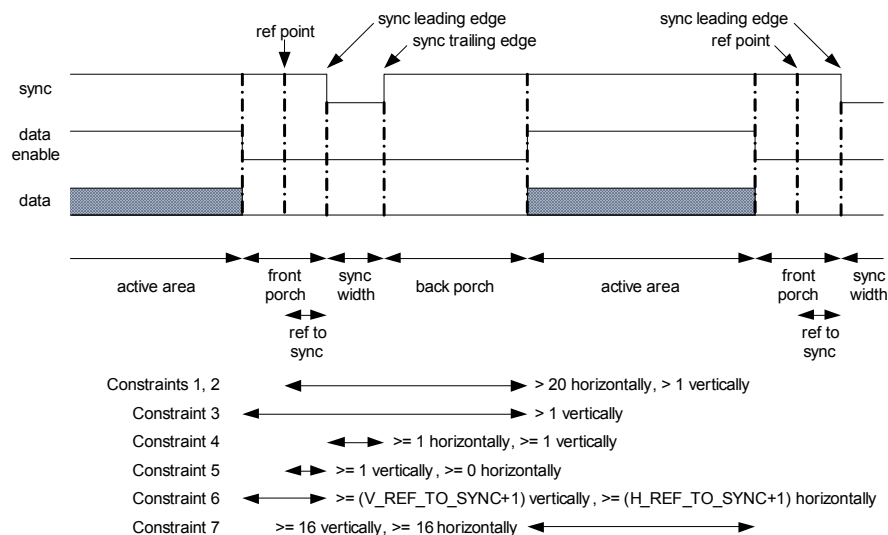 sync leading edge
sync leading edge
ref point
sync trailing edge
ref point
sync
data
enable
data
active area
front
porch
sync
width
back porch
active area
front
porch
sync
width
ref to
sync
ref to
sync
Constraints 1, 2
> 20 horizontally, > 1 vertically
Constraint 3
> 1 vertically
Constraint 4
>= 1 horizontally, >= 1 vertically
Constraint 5
>= 1 vertically, >= 0 horizontally
Constraint 6
>= (V_REF_TO_SYNC+1) vertically, >= (H_REF_TO_SYNC+1) horizontally
Constraint 7
>= 16 vertically, >= 16 horizontally